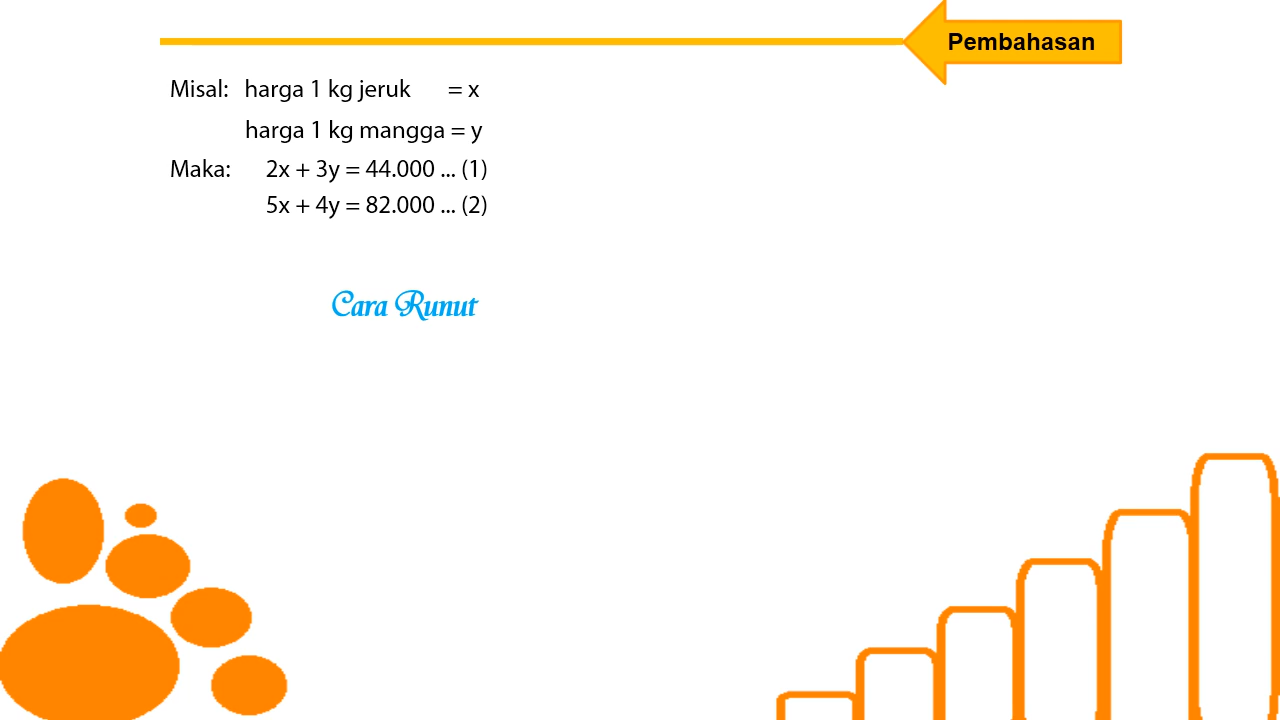 Pembahasan
Misal: harga 1 kg jeruk = x
harga 1 kg mangga = y
Maka: 2x + 3y = 44.000 ... (1)
5x + 4y = 82.000 ... (2)
Cara Runut